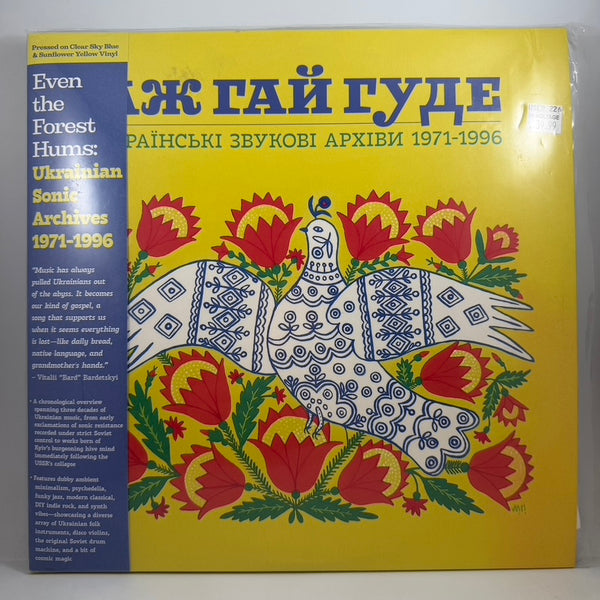 Pressed on Clear Sky Blue
& Sunflower Yellow Vinyl
Even
the
Forest
Hums:
Ukrainian
Sonic
Archives
1971-1996
"Music has always
pulled Ukrainians out
of the abyss. It becomes
our kind of gospel, a
song that supports us
when it seems everything
is lost—like daily bread,
native language, and
grandmother's hands."
– Vitalii "Bard" Bardetskyi
• A chronological overview
spanning three decades of
Ukrainian music, from early
exclamations of sonic resistance
recorded under strict Soviet
control to works born of
Kyiv's burgeoning hive mind
immediately following the
USSR's collapse
• Features dubby ambient
minimalism, psychedelia,
funky jazz, modern classical,
DIY indie rock, and synth
vibes—showcasing a diverse
array of Ukrainian folk
instruments, disco violins,
the original Soviet drum
machine, and a bit of
cosmic magic
АЖ ГАЙ ГУДЕ
РАЇНСЬКІ ЗВУКОВІ АРХІВИ 1971-1996